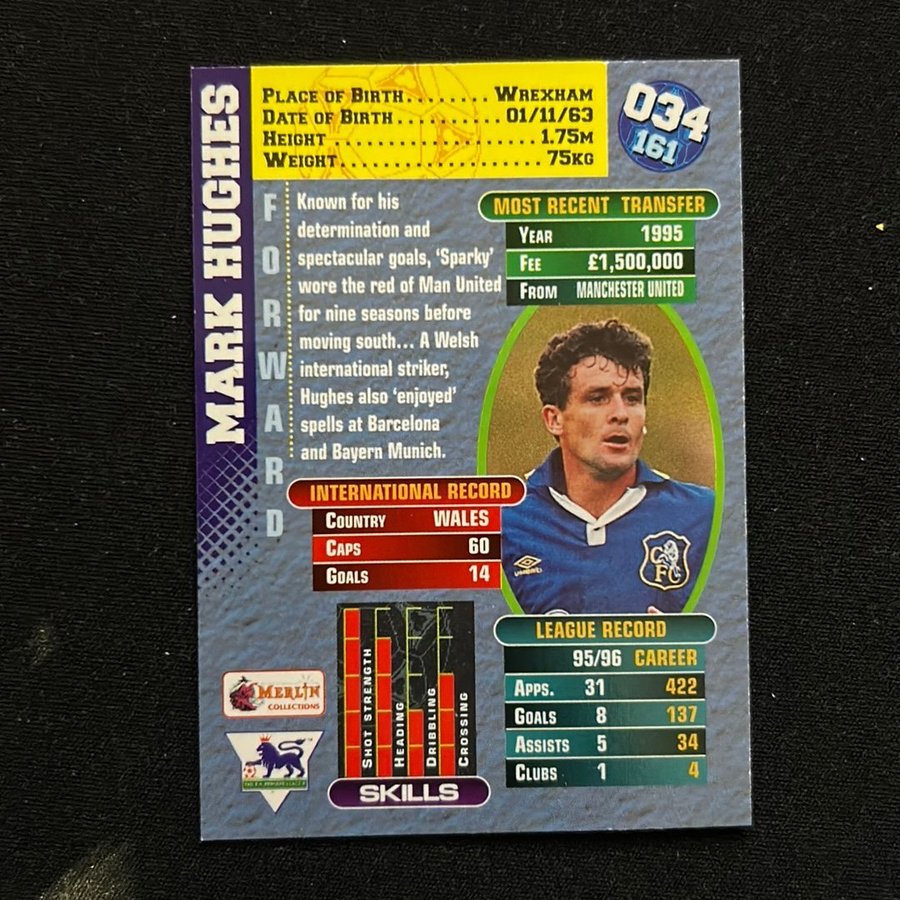 MARK HUGHES
FORWARD
PLACE OF BIRTH........ WREXHAM
DATE OF BIRTH.......... 01/11/63
HEIGHT.................... 1.75M
WEIGHT.................... 75KG
034
161
Known for his
determination and
spectacular goals, ‘Sparky’
wore the red of Man United
for nine seasons before
moving south... A Welsh
international striker,
Hughes also ‘enjoyed’
spells at Barcelona
and Bayern Munich.
MOST RECENT TRANSFER
YEAR 1995
FEE £1,500,000
FROM MANCHESTER UNITED
INTERNATIONAL RECORD
COUNTRY WALES
CAPS 60
GOALS 14
UMBRO
CFC
SHOT STRENGTH
HEADING
DRIBBLING
CROSSING
SKILLS
LEAGUE RECORD
95/96 CAREER
APPS. 31 422
GOALS 8 137
ASSISTS 5 34
CLUBS 1 4
MERLIN
COLLECTIONS